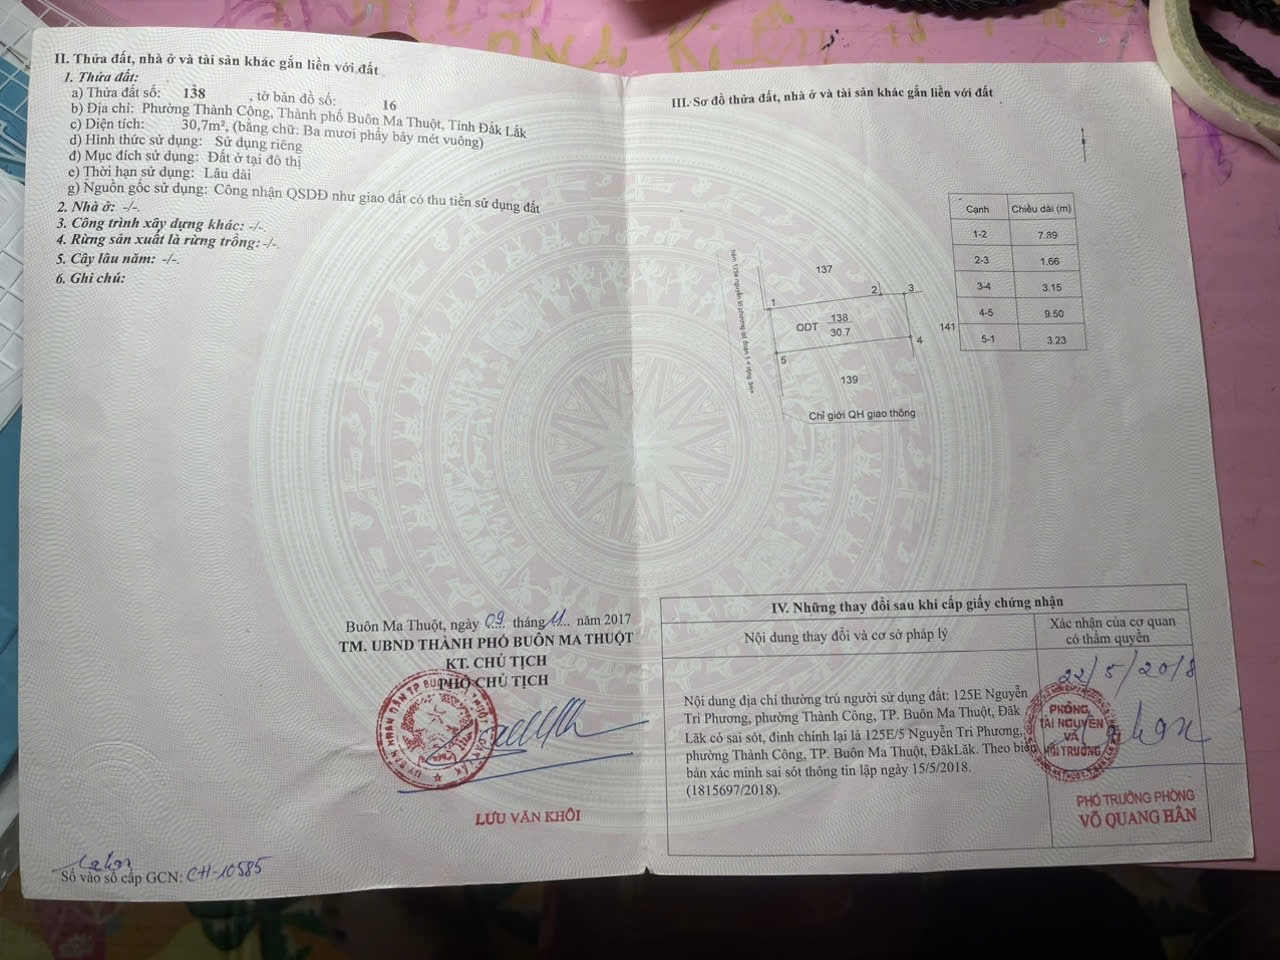 II. Thửa đất, nhà ở và tài sản khác gắn liền với đất
1. Thửa đất:
a) Thửa đất số: 138 , tờ bản đồ số: 16
b) Địa chỉ: Phường Thành Công, Thành phố Buôn Ma Thuột, Tỉnh Đắk Lắk
c) Diện tích: 30,7m², (bằng chữ: Ba mươi phẩy bảy mét vuông)
d) Hình thức sử dụng: Sử dụng riêng
đ) Mục đích sử dụng: Đất ở tại đô thị
e) Thời hạn sử dụng: Lâu dài
g) Nguồn gốc sử dụng: Công nhận QSDĐ như giao đất có thu tiền sử dụng đất
2. Nhà ở: -/-.
3. Công trình xây dựng khác: -/-.
4. Rừng sản xuất là rừng trồng: -/-.
5. Cây lâu năm: -/-.
6. Ghi chú:
Buôn Ma Thuột, ngày 09 tháng 11 năm 2017
TM. UBND THÀNH PHỐ BUÔN MA THUỘT
KT. CHỦ TỊCH
PHÓ CHỦ TỊCH
LƯU VĂN KHÔI
Số vào sổ cấp GCN: CH-10585
III. Sơ đồ thửa đất, nhà ở và tài sản khác gắn liền với đất
Cạnh Chiều dài (m)
1-2 7.89
2-3 1.66
3-4 3.15
4-5 9.50
5-1 3.23
137
1
2
3
ODT 138
30.7
141
4
5
139
Chỉ giới QH giao thông
IV. Những thay đổi sau khi cấp giấy chứng nhận
Nội dung thay đổi và cơ sở pháp lý
Xác nhận của cơ quan
có thẩm quyền
Nội dung địa chỉ thường trú người sử dụng đất: 125E Nguyễn
Tri Phương, phường Thành Công, TP. Buôn Ma Thuột, Đăk
Lăk có sai sót, đính chính lại là 125E/5 Nguyễn Tri Phương,
phường Thành Công, TP. Buôn Ma Thuột, ĐăkLăk. Theo biên
bản xác minh sai sót thông tin lập ngày 15/5/2018.
(1815697/2018).
22/5/2018
PHÒNG
TÀI NGUYÊN
VÀ
MÔI TRƯỜNG
PHÓ TRƯỞNG PHÒNG
VÕ QUANG HÂN